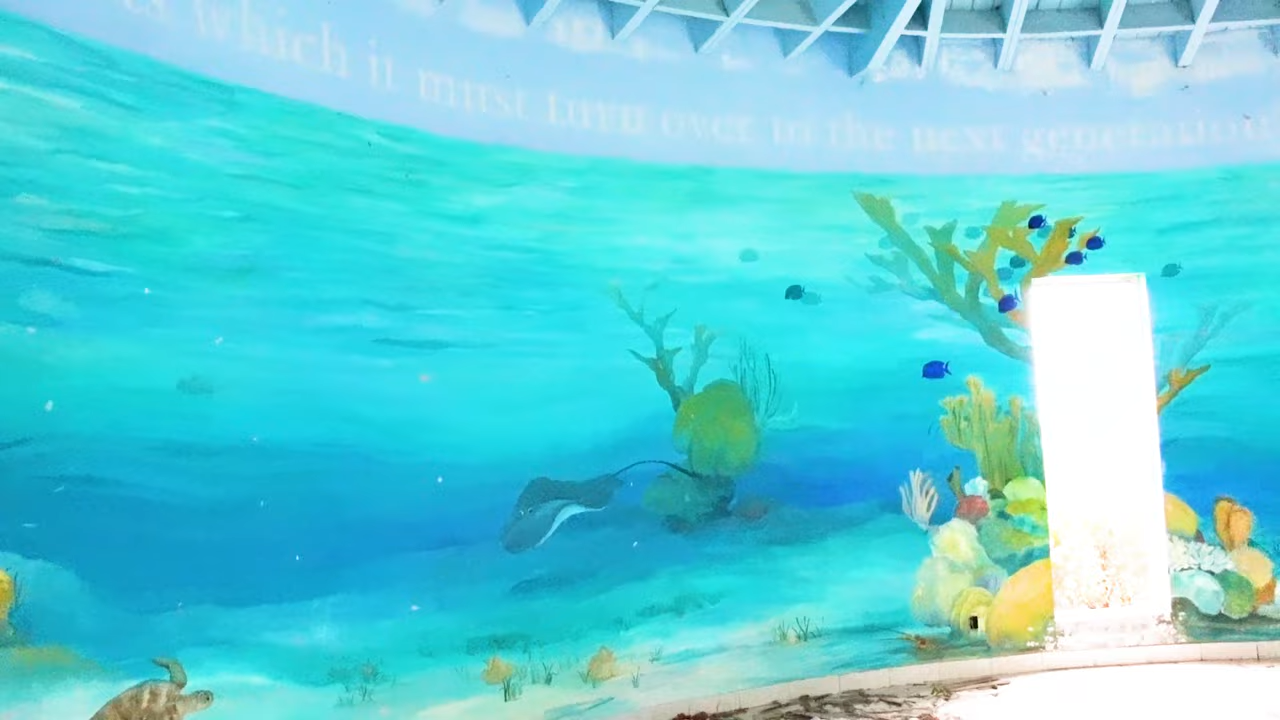 which it must turn over to the next generation